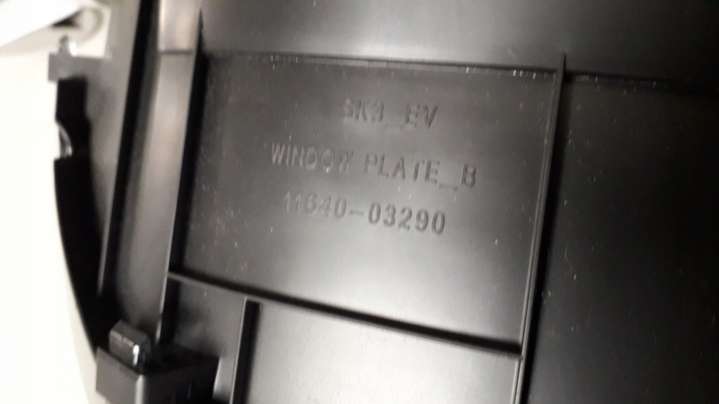 SK3_EV
WINDOW PLATE_B
11640-03290